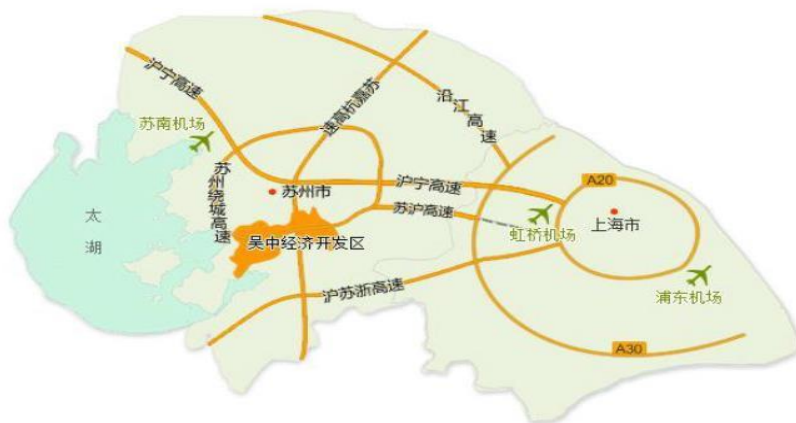 沪宁高速
速高杭嘉苏
沿江高速
苏南机场
苏州绕城高速
苏州市
沪宁高速
A20
太湖
苏沪高速
上海市
虹桥机场
吴中经济开发区
浦东机场
沪苏浙高速
A30